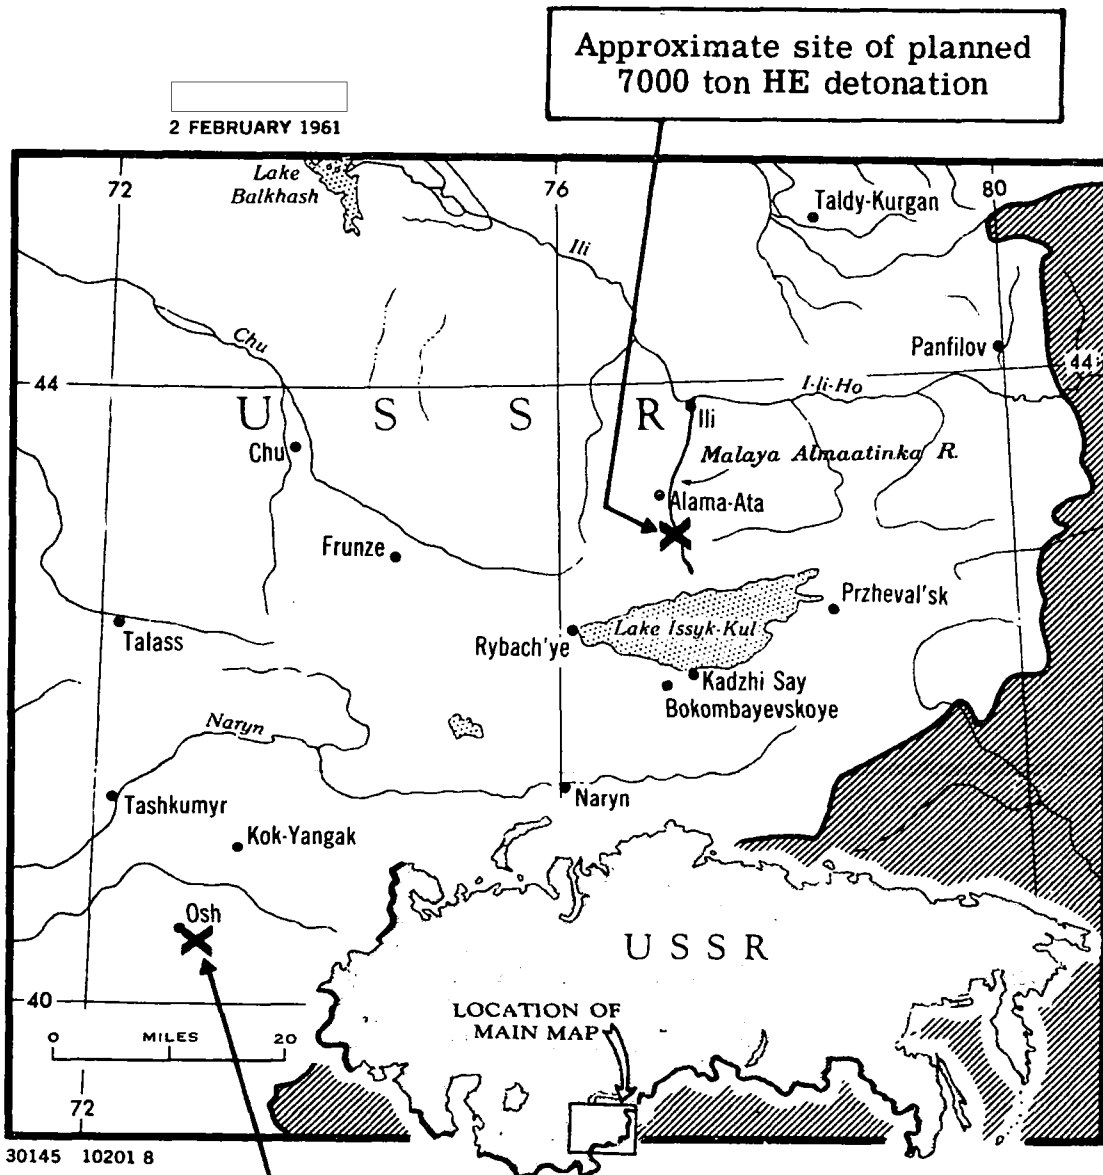 Approximate site of planned
7000 ton HE detonation
2 FEBRUARY 1961
72
76
80
Lake
Balkhash
Taldy-Kurgan
Ili
Chu
Panfilov
44
44
I-li-Ho
U S S R
Ili
Chu
Malaya Almaatinka R.
Alama-Ata
Frunze
Przheval'sk
Talass
Lake Issyk-Kul
Rybach'ye
Kadzhi Say
Bokombayevskoye
Naryn
Tashkumyr
Naryn
Kok-Yangak
Osh
U S S R
40
LOCATION OF
MAIN MAP
0 MILES 20
72
30145 10201 8